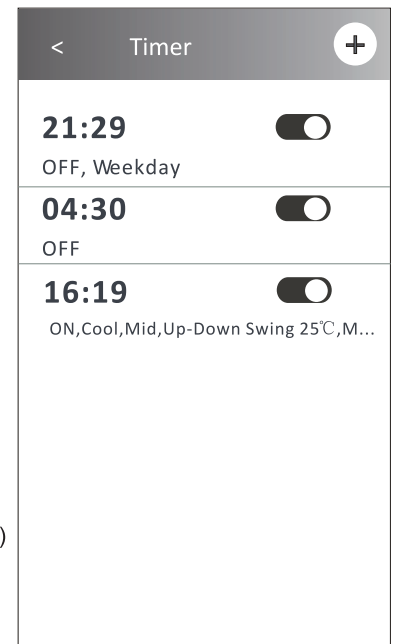 < Timer +
21:29
OFF, Weekday
04:30
OFF
16:19
ON,Cool,Mid,Up-Down Swing 25℃,M...
)